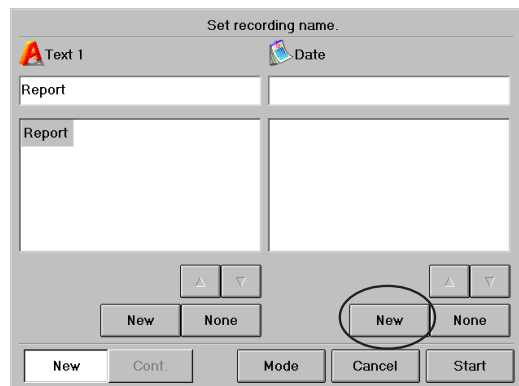 Set recording name.
Text 1 Date
Report
Report
New None New None
New Cont. Mode Cancel Start